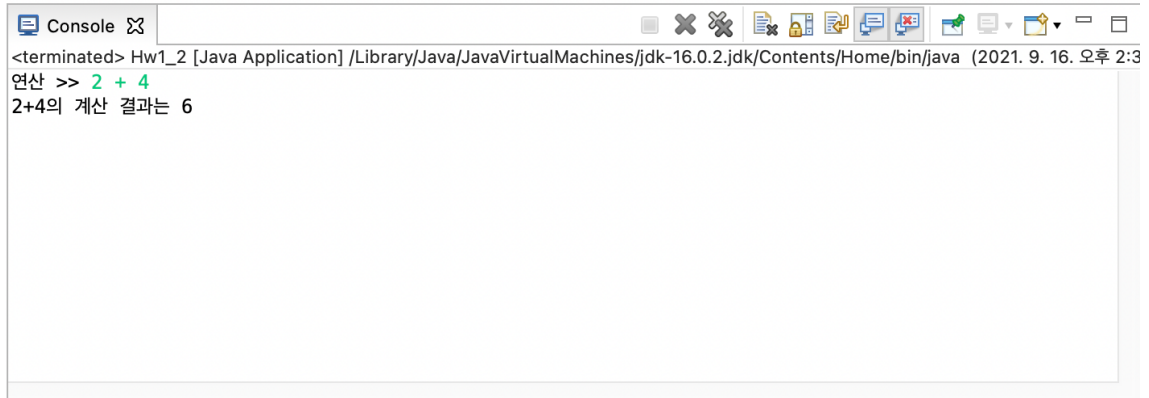 Console
<terminated> Hw1_2 [Java Application] /Library/Java/JavaVirtualMachines/jdk-16.0.2.jdk/Contents/Home/bin/java (2021. 9. 16. 오후 2:3
연산 >> 2 + 4
2+4의 계산 결과는 6